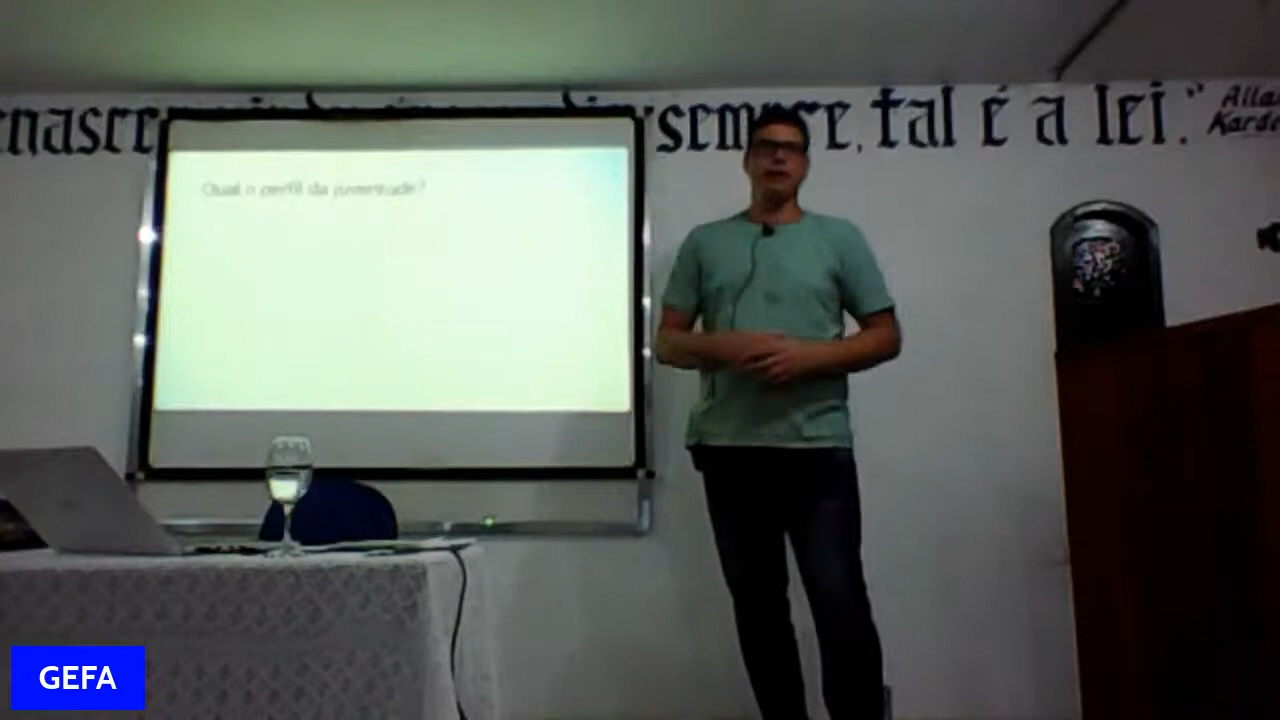 sempre, tal é a lei."
Allan
Kardec
Qual o perfil da juventude?
GEFA